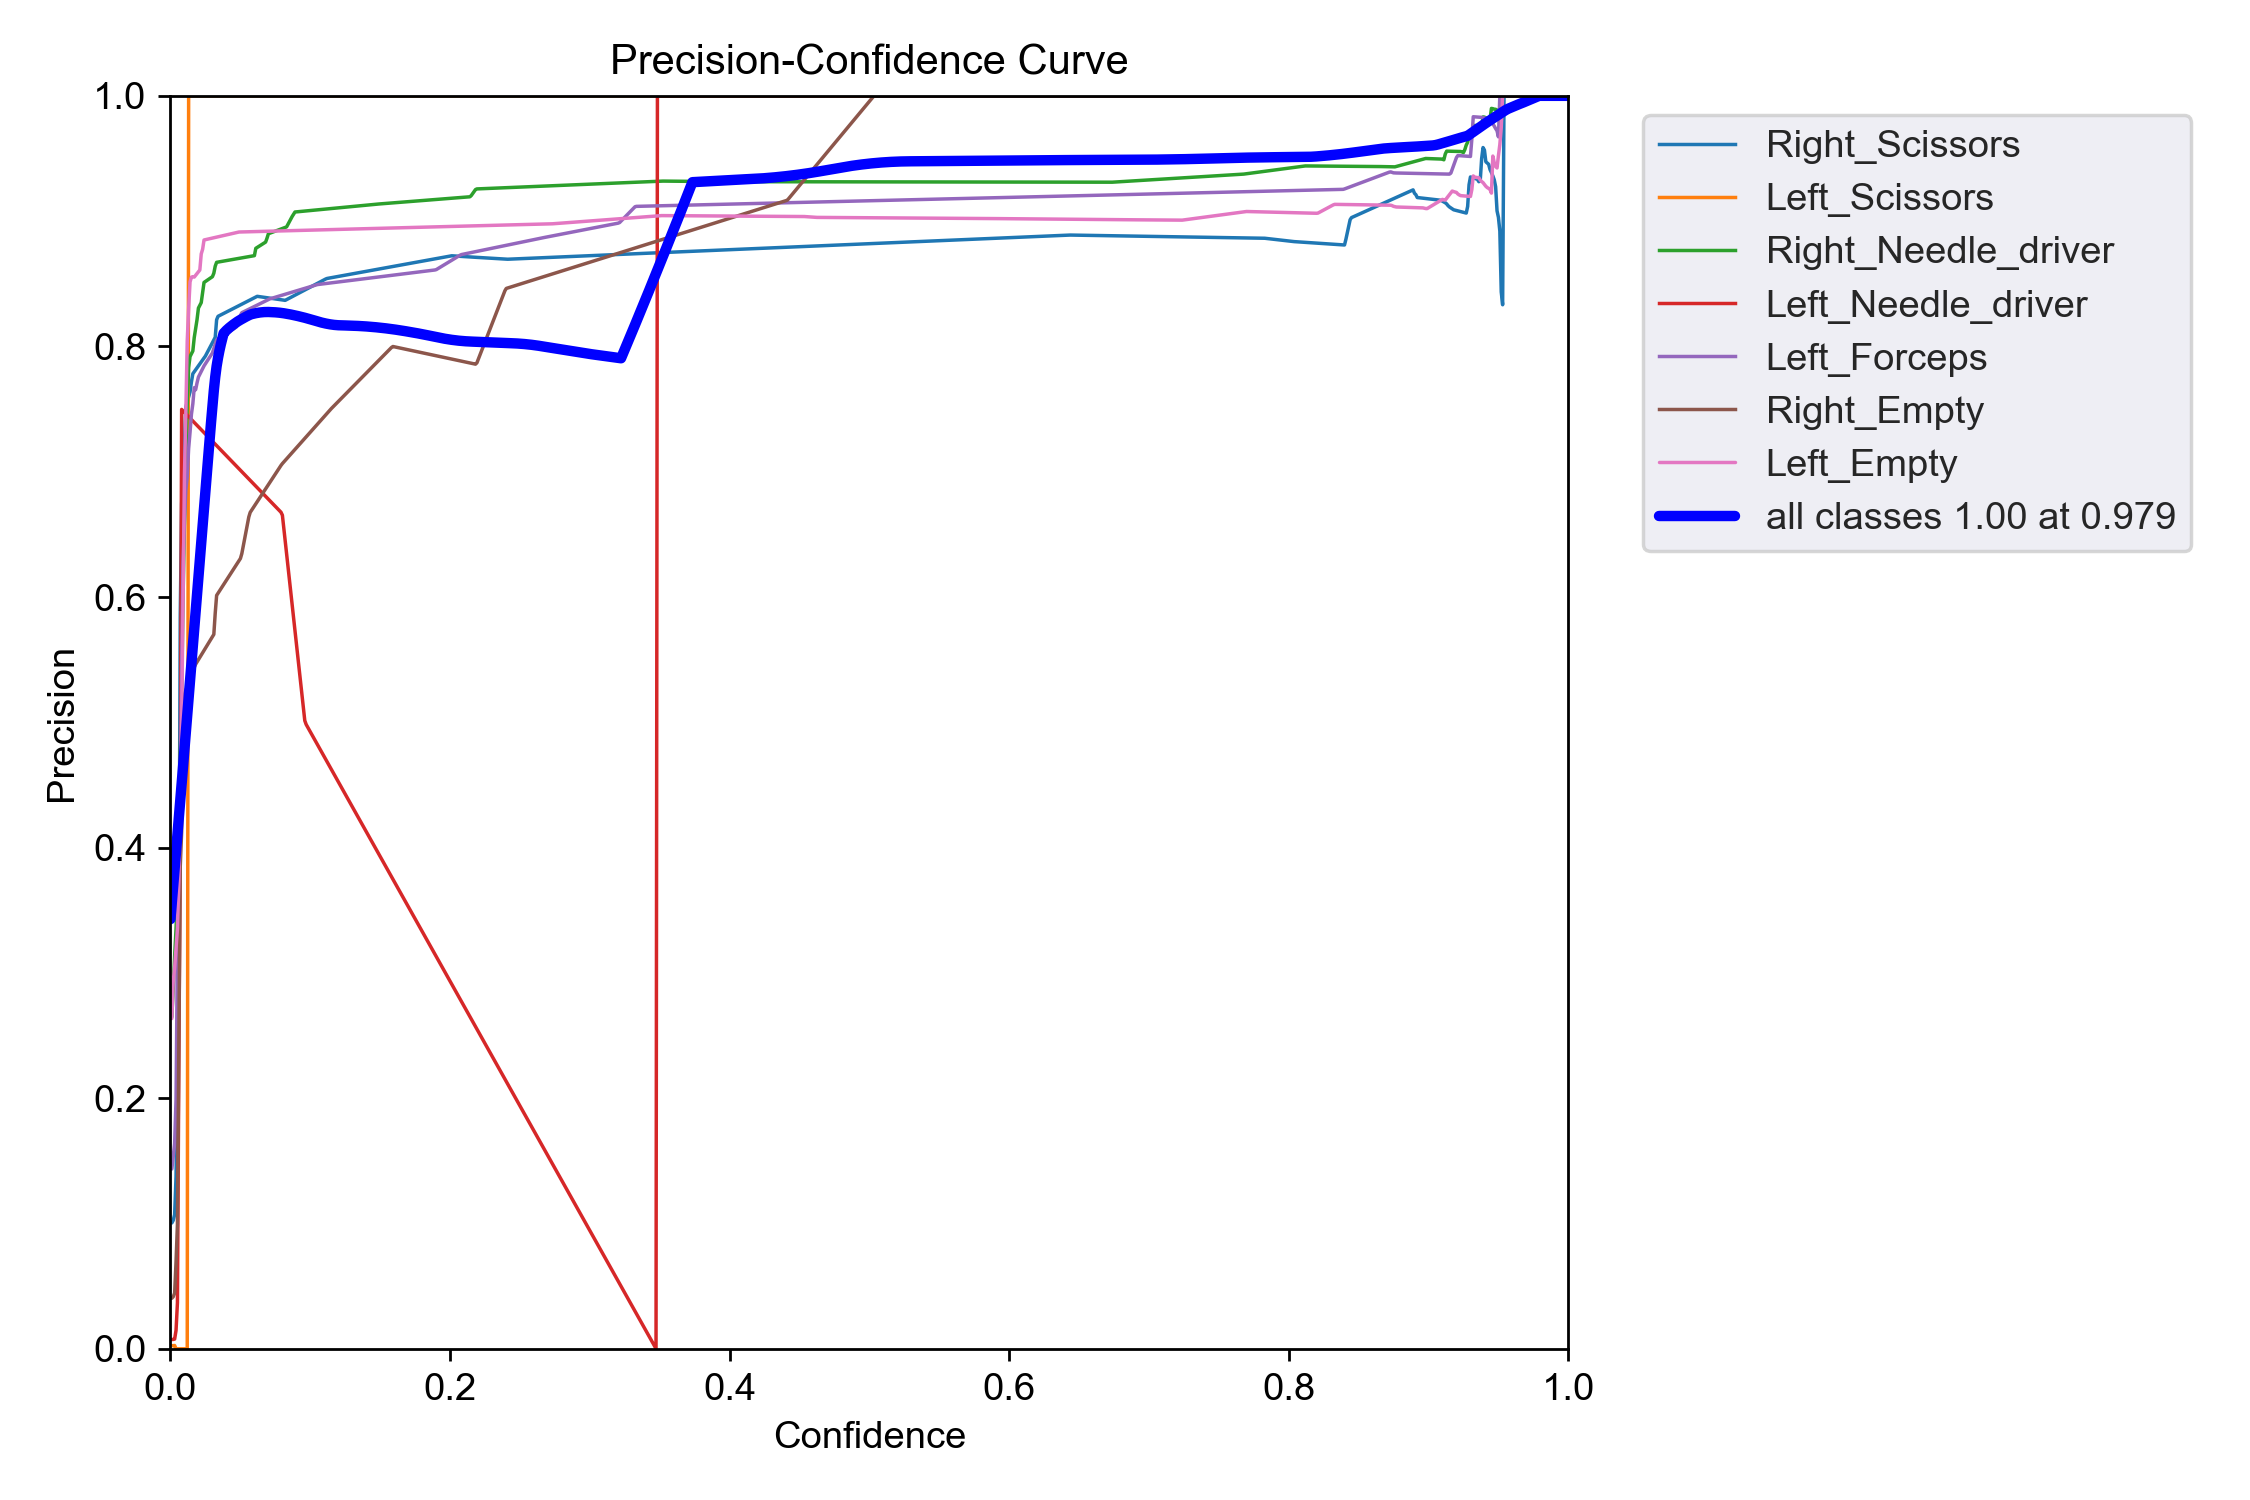 Precision-Confidence Curve
1.0
0.8
0.6
0.4
0.2
0.0
Precision
0.0 0.2 0.4 0.6 0.8 1.0
Confidence
Right_Scissors
Left_Scissors
Right_Needle_driver
Left_Needle_driver
Left_Forceps
Right_Empty
Left_Empty
all classes 1.00 at 0.979